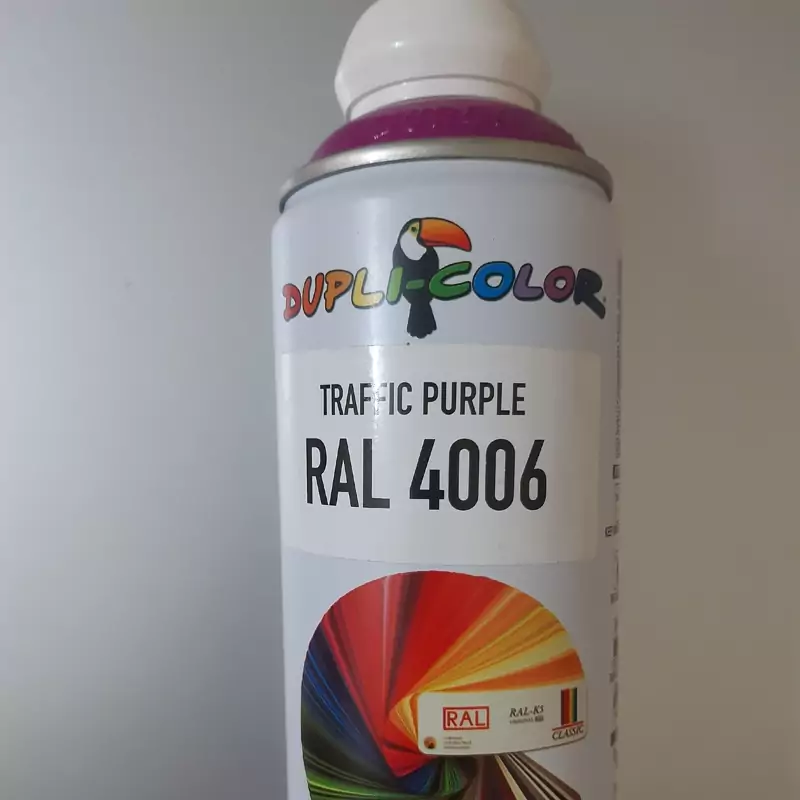 DUPLI-COLOR
TRAFFIC PURPLE
RAL 4006
RAL
RAL-K5
CLASSIC